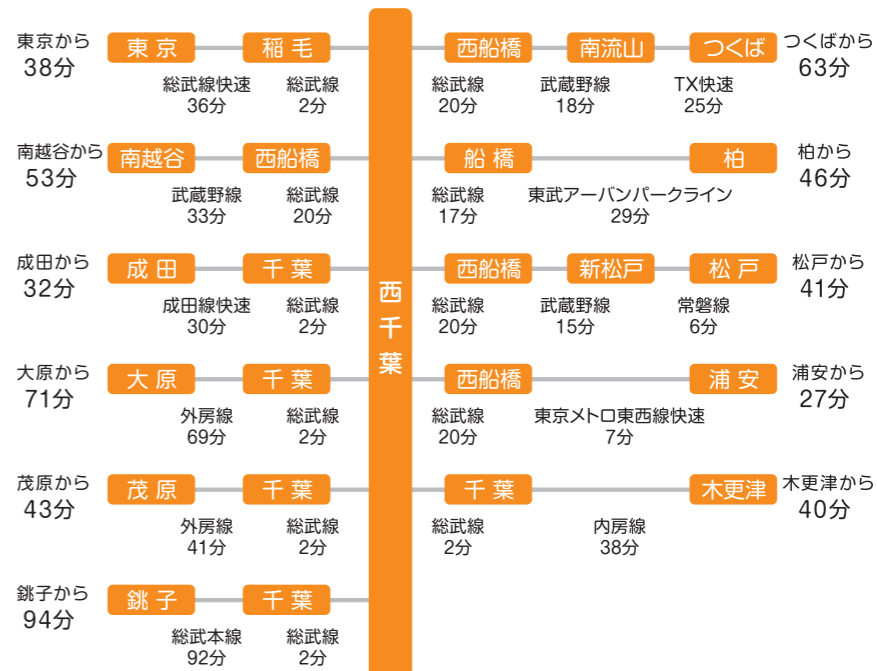 東京から
38分
東京
稲毛
総武線快速
36分
総武線
2分
南越谷から
53分
南越谷
西船橋
武蔵野線
33分
総武線
20分
成田から
32分
成田
千葉
成田線快速
30分
総武線
2分
大原から
71分
大原
千葉
外房線
69分
総武線
2分
茂原から
43分
茂原
千葉
外房線
41分
総武線
2分
銚子から
94分
銚子
千葉
総武本線
92分
総武線
2分
西千葉
西船橋
南流山
つくば
つくばから
63分
総武線
20分
武蔵野線
18分
TX快速
25分
船橋
柏
柏から
46分
総武線
17分
東武アーバンパークライン
29分
西船橋
新松戸
松戸
松戸から
41分
総武線
20分
武蔵野線
15分
常磐線
6分
西船橋
浦安
浦安から
27分
総武線
20分
東京メトロ東西線快速
7分
千葉
木更津
木更津から
40分
総武線
2分
内房線
38分